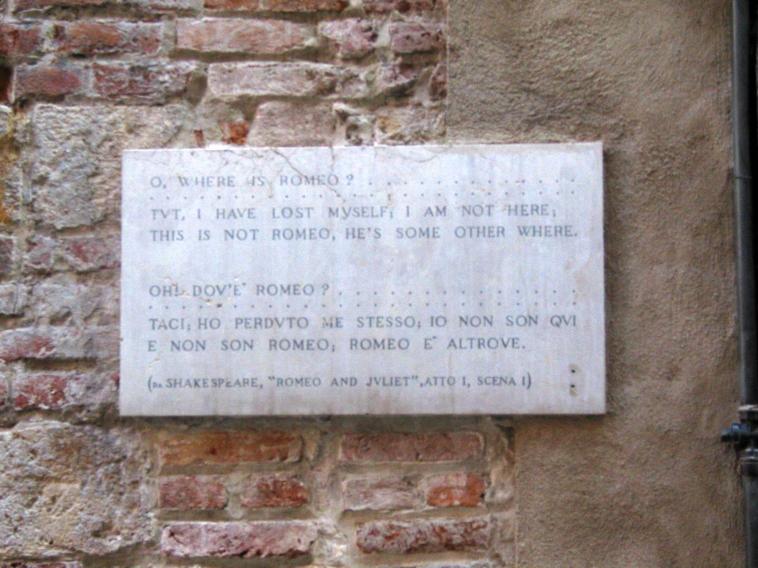 O, WHERE IS ROMEO? . . . . . . . . . . . . . . . .
. . . . . . . . . . . . . . . . . . . . . . . . . . . . . .
TVT, I HAVE LOST MYSELF; I AM NOT HERE;
THIS IS NOT ROMEO, HE'S SOME OTHER WHERE.
OH! DOV'E' ROMEO? . . . . . . . . . . . . . . . .
. . . . . . . . . . . . . . . . . . . . . . . . . . . . . .
TACI; HO PERDVTO ME STESSO; IO NON SON QVI
E NON SON ROMEO; ROMEO E' ALTROVE.
(DA SHAKESPEARE, "ROMEO AND JVLIET", ATTO I, SCENA I)